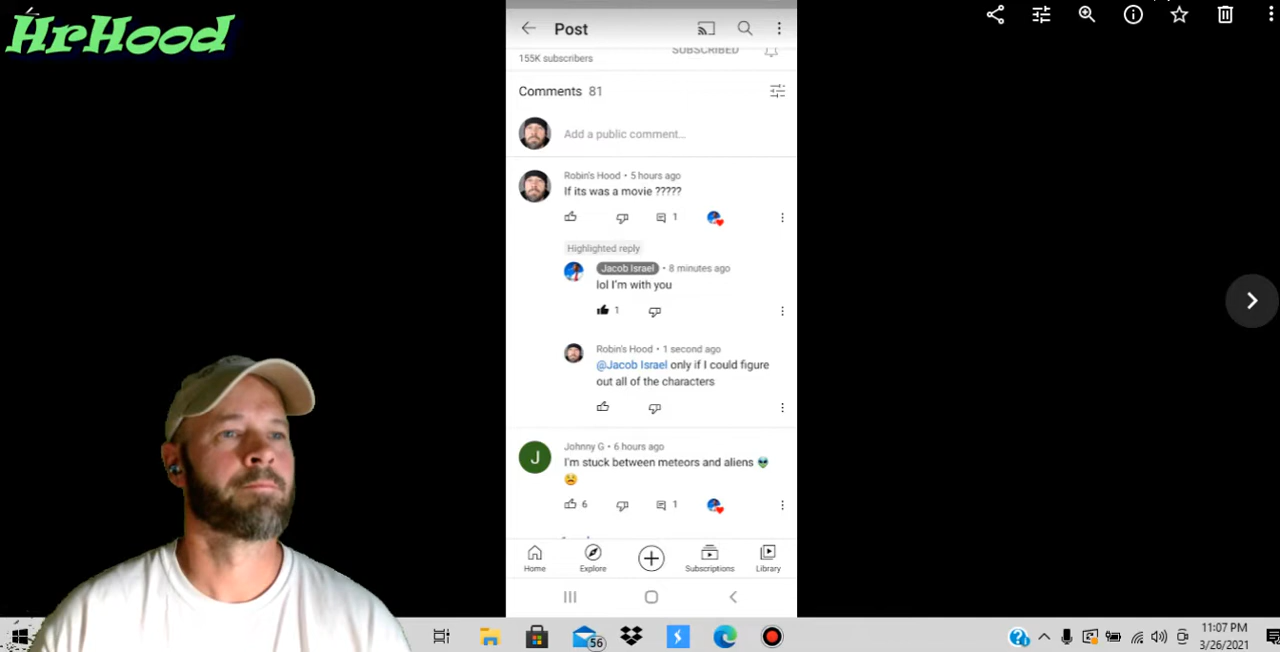 HrHood
Post
SUBSCRIBED
155K subscribers
Comments 81
Add a public comment...
Robin's Hood • 5 hours ago
If its was a movie ?????
1
Highlighted reply
Jacob Israel • 8 minutes ago
lol I'm with you
1
Robin's Hood • 1 second ago
@Jacob Israel only if I could figure
out all of the characters
J
Johnny G • 6 hours ago
I'm stuck between meteors and aliens 👽
😫
6 1
Home Explore Subscriptions Library
56
11:07 PM
3/26/2021